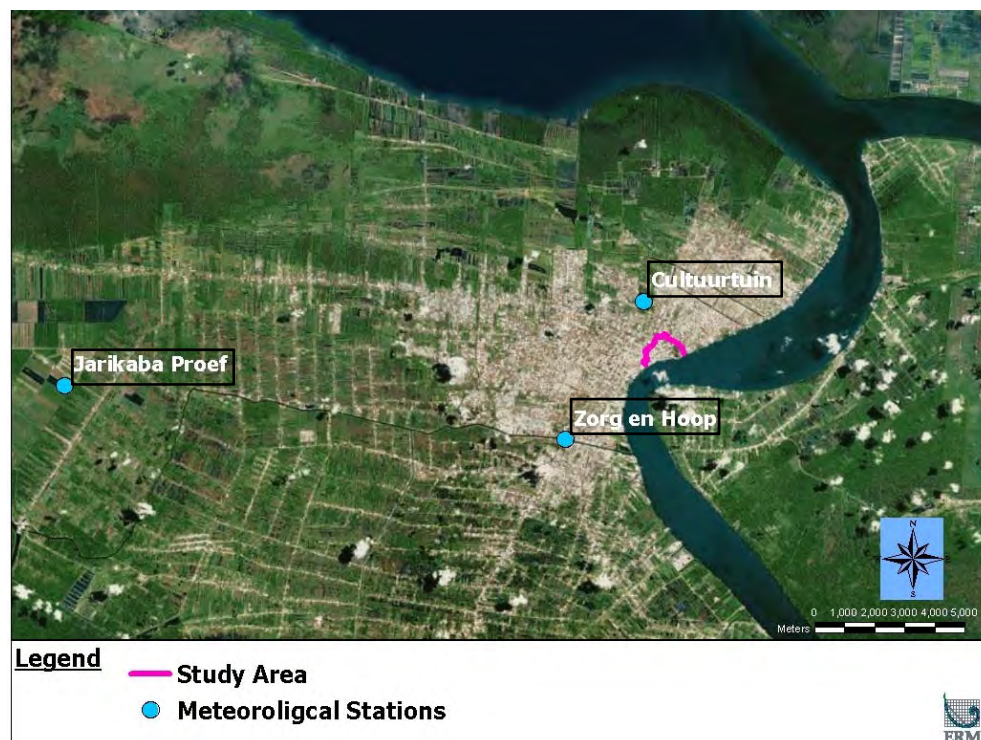 Cultuurtuin
Jarikaba Proef
Zorg en Hoop
N
W E
S
0 1,000 2,000 3,000 4,000 5,000
Meters
Legend
Study Area
Meteoroligcal Stations
ERM